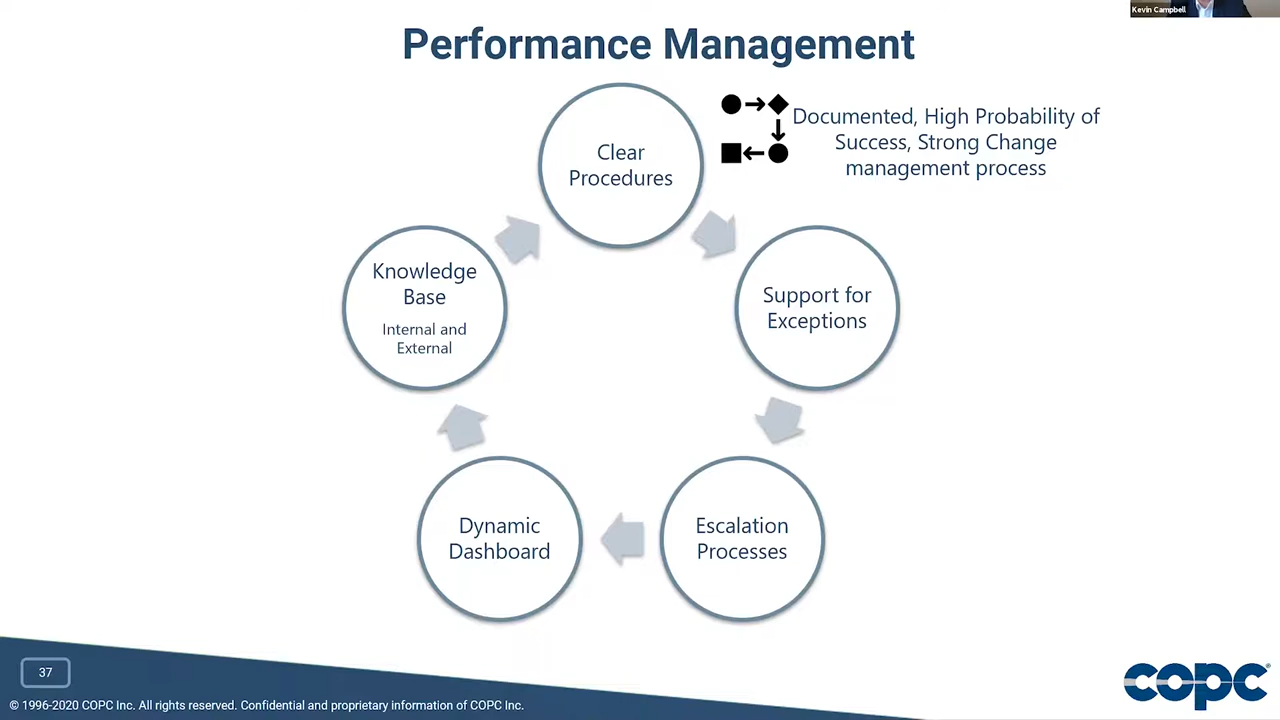 Kevin Campbell
Performance Management
Clear
Procedures
Documented, High Probability of
Success, Strong Change
management process
Support for
Exceptions
Escalation
Processes
Dynamic
Dashboard
Knowledge
Base
Internal and
External
37
© 1996-2020 COPC Inc. All rights reserved. Confidential and proprietary information of COPC Inc.
copc®